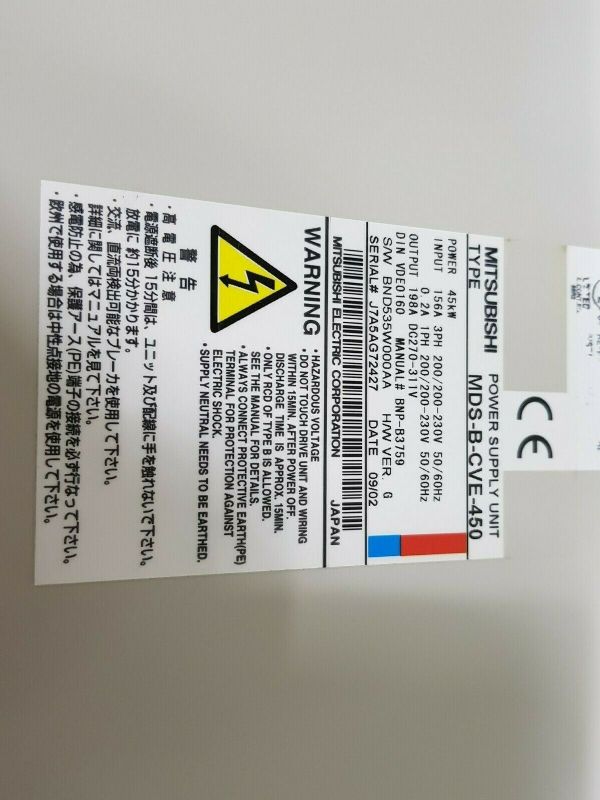 MITSUBISHI POWER SUPPLY UNIT
TYPE MDS-B-CVE-450
POWER 45kW
INPUT 156A 3PH 200/200-230V 50/60Hz
0.2A 1PH 200/200-230V 50/60Hz
OUTPUT 198A DC270-311V
DIN VDE0160 MANUAL# BNP-B3759
S/W BND535W000AA H/W VER. G
SERIAL# J7A5AG72427 DATE 09/02
MITSUBISHI ELECTRIC CORPORATION JAPAN
WARNING
・HAZARDOUS VOLTAGE
・DO NOT TOUCH DRIVE UNIT AND WIRING
WITHIN 15MIN. AFTER POWER OFF.
DISCHARGE TIME IS APPROX. 15MIN.
・ONLY RCD OF TYPE B IS ALLOWED.
SEE THE MANUAL FOR DETAILS.
・ALWAYS CONNECT PROTECTIVE EARTH(PE)
TERMINAL FOR PROTECTION AGAINST
ELECTRIC SHOCK.
・SUPPLY NEUTRAL NEEDS TO BE EARTHED.
警告
・高電圧注意
・電源遮断後 15分間は、ユニット及び配線に手を触れないで下さい。
放電に 約15分かかります。
・交流、直流両検出可能なブレーカを使用して下さい。
詳細に関してはマニュアルを見て下さい。
・感電防止の為、保護アース(PE)端子の接続を必ず行なって下さい。
・欧州で使用する場合は中性点接地の電源を使用して下さい。
CE